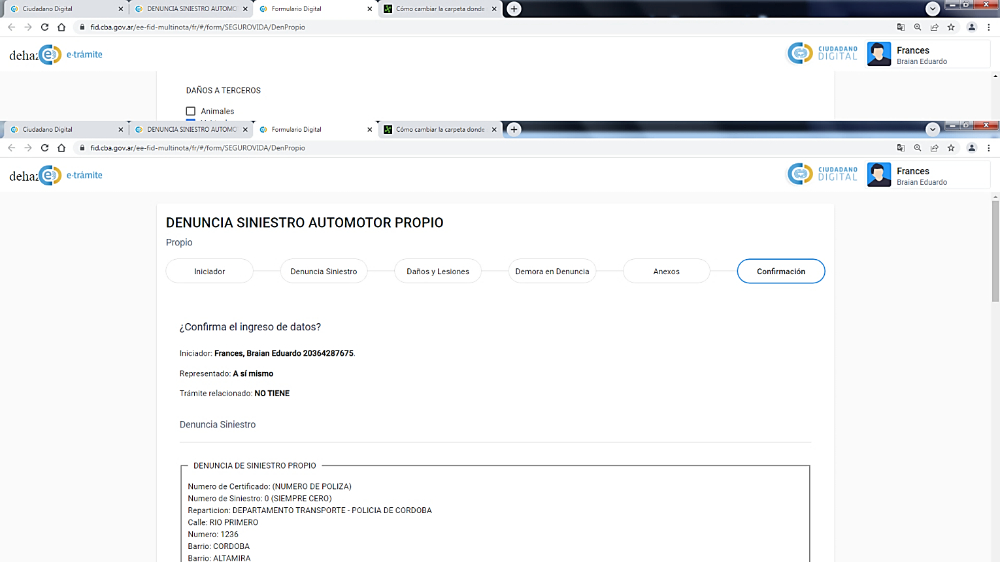 Ciudadano Digital
DENUNCIA SINIESTRO AUTOMO
Formulario Digital
Cómo cambiar la carpeta donde
fid.cba.gov.ar/ee-fid-multinota/fr/#/form/SEGUROVIDA/DenPropio
dehaz
e-trámite
CIUDADANO
DIGITAL
Frances
Braian Eduardo
DAÑOS A TERCEROS
Animales
Ciudadano Digital
DENUNCIA SINIESTRO AUTOMO
Formulario Digital
Cómo cambiar la carpeta donde
fid.cba.gov.ar/ee-fid-multinota/fr/#/form/SEGUROVIDA/DenPropio
dehaz
e-trámite
CIUDADANO
DIGITAL
Frances
Braian Eduardo
DENUNCIA SINIESTRO AUTOMOTOR PROPIO
Propio
Iniciador
Denuncia Siniestro
Daños y Lesiones
Demora en Denuncia
Anexos
Confirmación
¿Confirma el ingreso de datos?
Iniciador: Frances, Braian Eduardo 20364287675.
Representado: A sí mismo
Trámite relacionado: NO TIENE
Denuncia Siniestro
DENUNCIA DE SINIESTRO PROPIO
Numero de Certificado: (NUMERO DE POLIZA)
Numero de Siniestro: 0 (SIEMPRE CERO)
Reparticion: DEPARTAMENTO TRANSPORTE - POLICIA DE CORDOBA
Calle: RIO PRIMERO
Numero: 1236
Barrio: CORDOBA
Barrio: ALTAMIRA